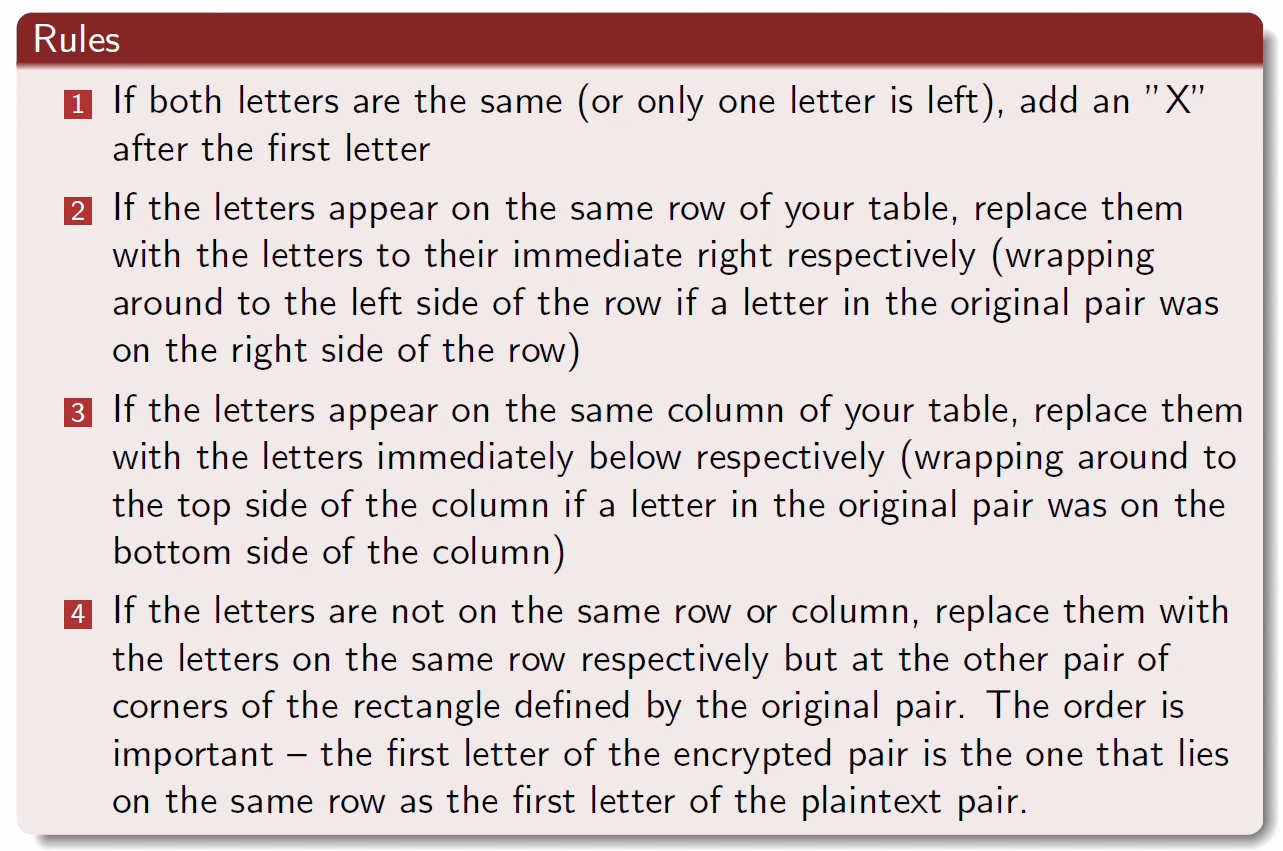 Rules
1 If both letters are the same (or only one letter is left), add an ”X”
after the first letter
2 If the letters appear on the same row of your table, replace them
with the letters to their immediate right respectively (wrapping
around to the left side of the row if a letter in the original pair was
on the right side of the row)
3 If the letters appear on the same column of your table, replace them
with the letters immediately below respectively (wrapping around to
the top side of the column if a letter in the original pair was on the
bottom side of the column)
4 If the letters are not on the same row or column, replace them with
the letters on the same row respectively but at the other pair of
corners of the rectangle defined by the original pair. The order is
important – the first letter of the encrypted pair is the one that lies
on the same row as the first letter of the plaintext pair.